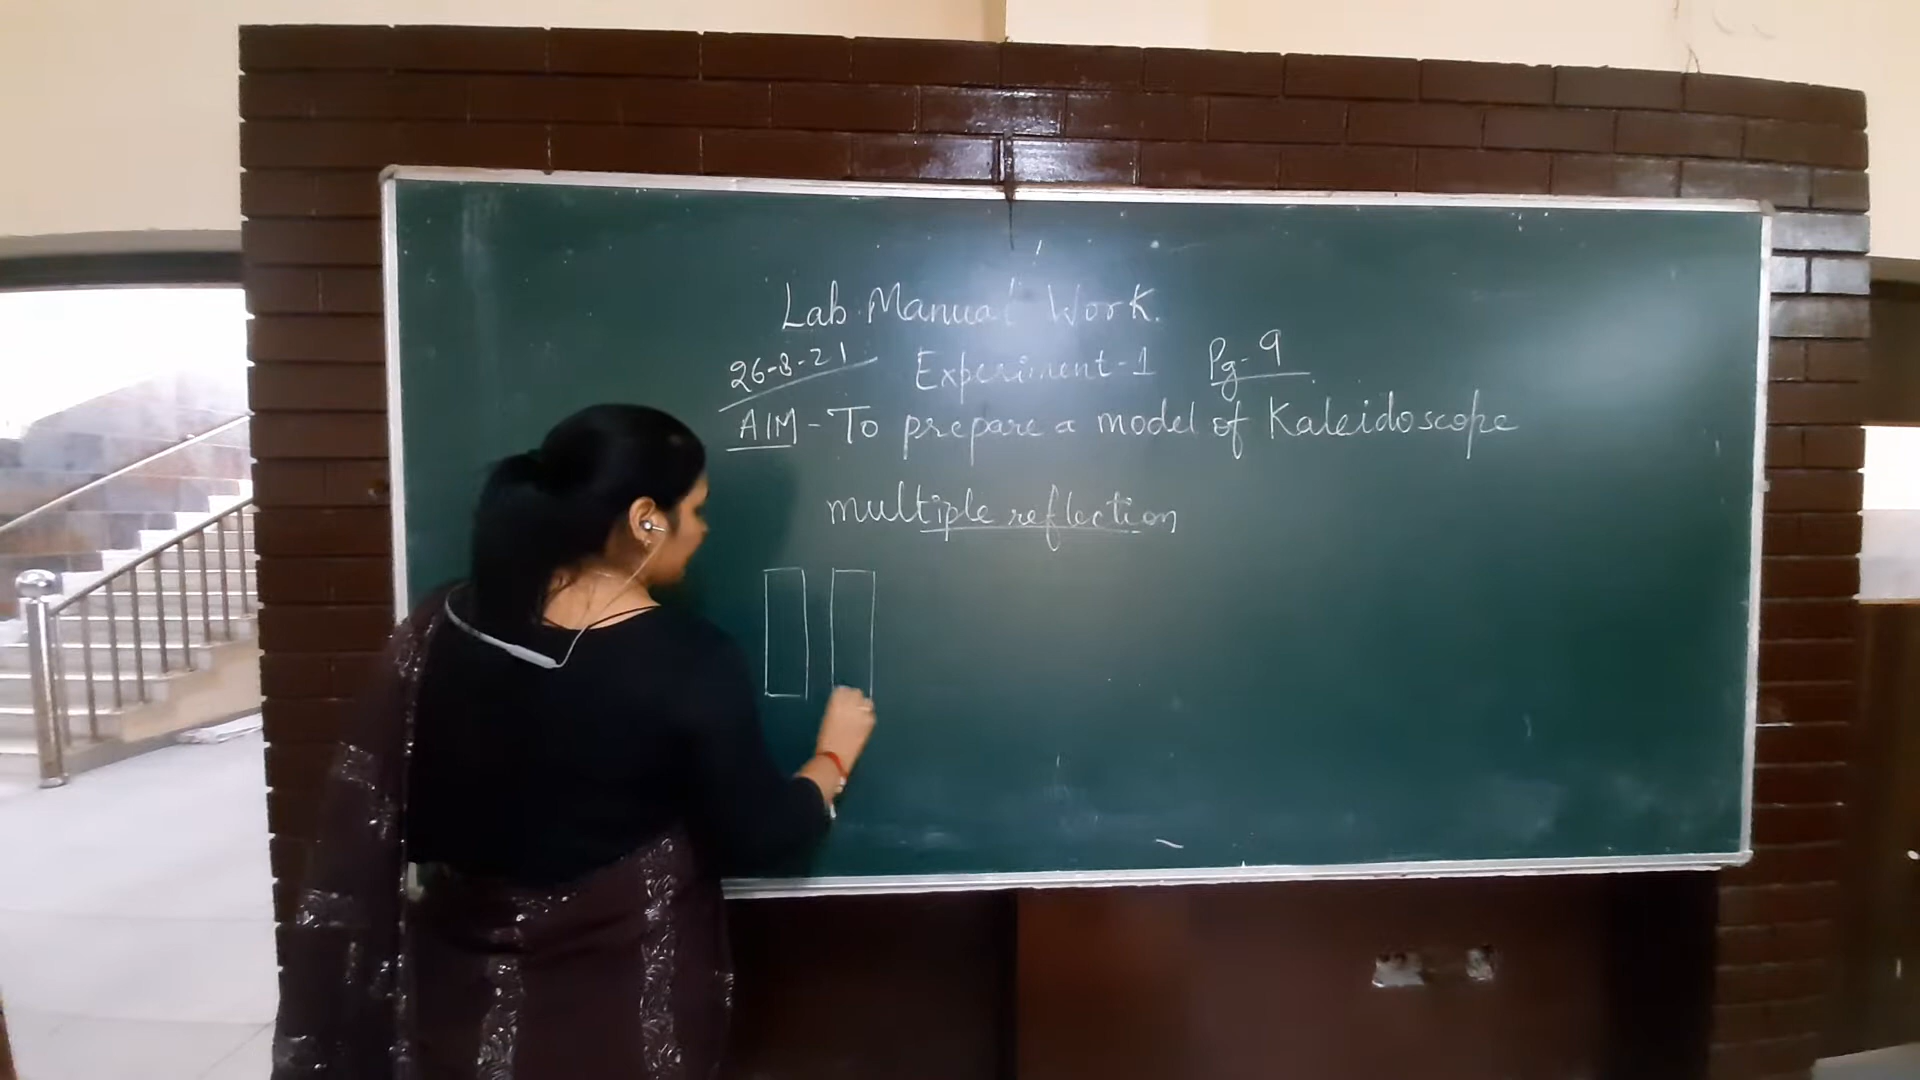 Lab Manual Work.
26-8-21 Experiment-1 Pg-9
AIM - To prepare a model of Kaleidoscope
multiple reflection